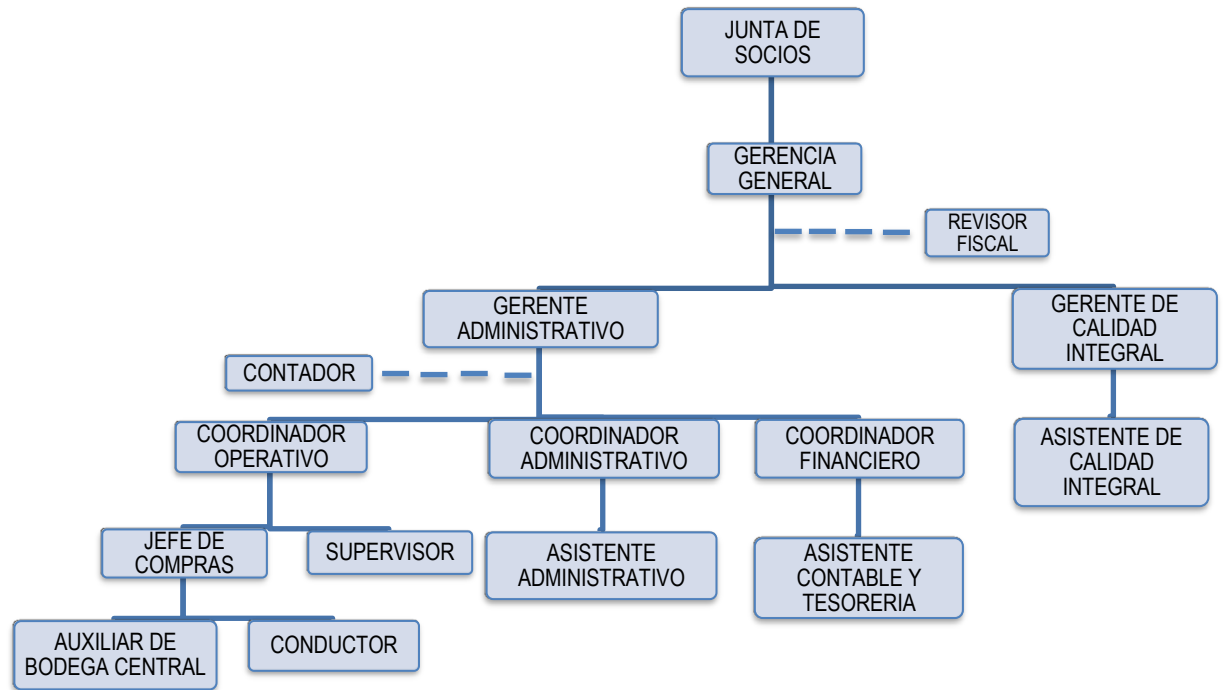 JUNTA DE
SOCIOS
GERENCIA
GENERAL
REVISOR
FISCAL
GERENTE
ADMINISTRATIVO
GERENTE DE
CALIDAD
INTEGRAL
CONTADOR
COORDINADOR
OPERATIVO
COORDINADOR
ADMINISTRATIVO
COORDINADOR
FINANCIERO
ASISTENTE DE
CALIDAD
INTEGRAL
JEFE DE
COMPRAS
SUPERVISOR
ASISTENTE
ADMINISTRATIVO
ASISTENTE
CONTABLE Y
TESORERIA
AUXILIAR DE
BODEGA CENTRAL
CONDUCTOR